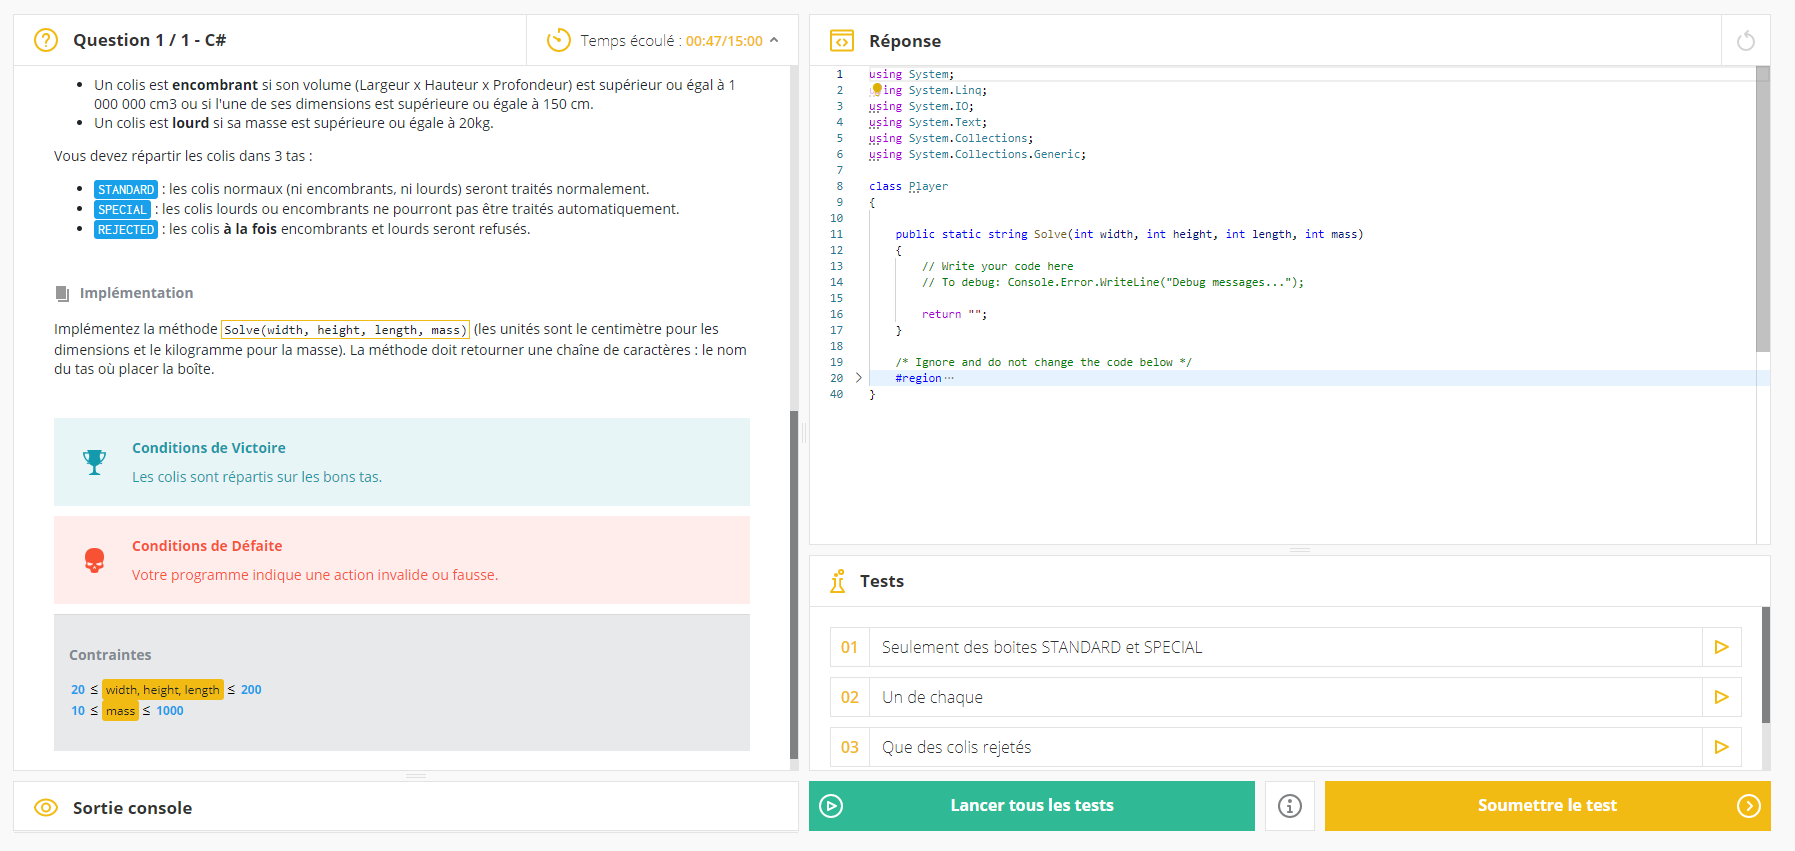 Question 1 / 1 - C#
Temps écoulé : 00:47/15:00
Un colis est encombrant si son volume (Largeur x Hauteur x Profondeur) est supérieur ou égal à 1
000 000 cm3 ou si l'une de ses dimensions est supérieure ou égale à 150 cm.
Un colis est lourd si sa masse est supérieure ou égale à 20kg.
Vous devez répartir les colis dans 3 tas :
STANDARD : les colis normaux (ni encombrants, ni lourds) seront traités normalement.
SPECIAL : les colis lourds ou encombrants ne pourront pas être traités automatiquement.
REJECTED : les colis à la fois encombrants et lourds seront refusés.
Implémentation
Implémentez la méthode Solve(width, height, length, mass) (les unités sont le centimètre pour les
dimensions et le kilogramme pour la masse). La méthode doit retourner une chaîne de caractères : le nom
du tas où placer la boîte.
Conditions de Victoire
Les colis sont répartis sur les bons tas.
Conditions de Défaite
Votre programme indique une action invalide ou fausse.
Contraintes
20 ≤ width, height, length ≤ 200
10 ≤ mass ≤ 1000
Sortie console
Réponse
1 using System;
2 ing System.Linq;
3 using System.IO;
4 using System.Text;
5 using System.Collections;
6 using System.Collections.Generic;
7
8 class Player
9 {
10
11 public static string Solve(int width, int height, int length, int mass)
12 {
13 // Write your code here
14 // To debug: Console.Error.WriteLine("Debug messages...");
15
16 return "";
17 }
18
19 /* Ignore and do not change the code below */
20 #region ...
40 }
Tests
01 Seulement des boites STANDARD et SPECIAL
02 Un de chaque
03 Que des colis rejetés
Lancer tous les tests
Soumettre le test